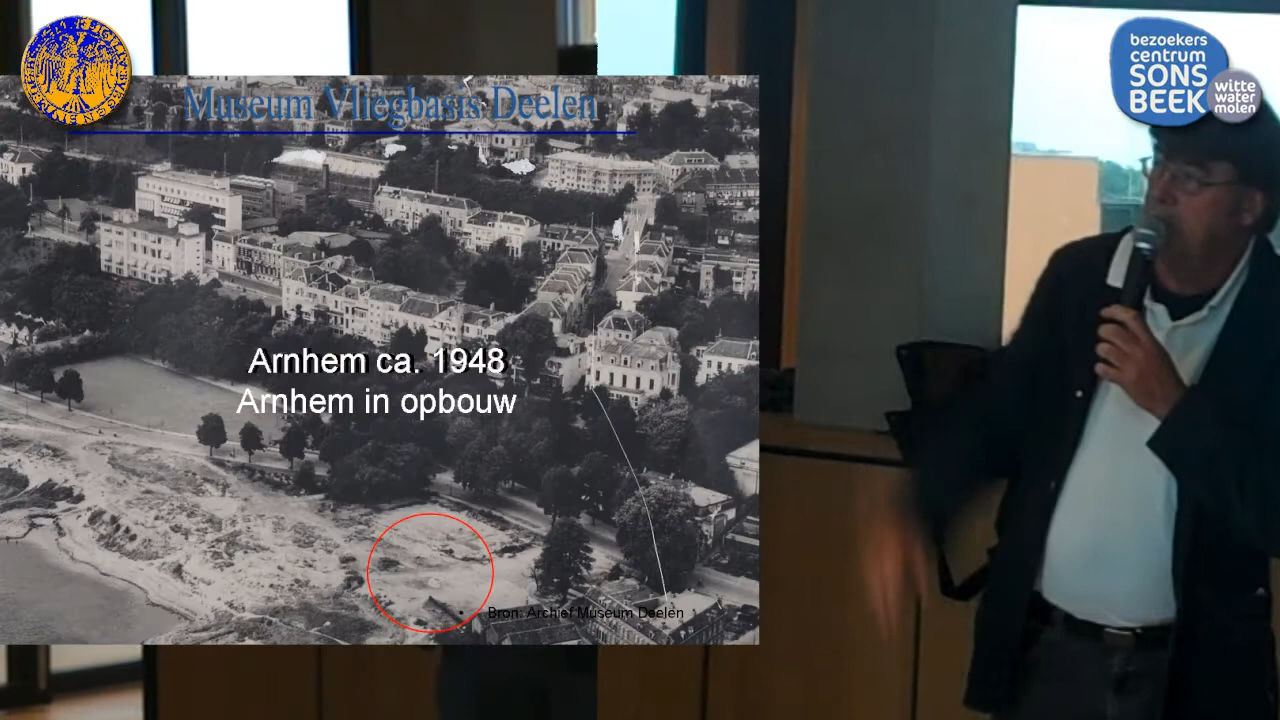 Museum Vliegbasis Deelen
bezoekers
centrum
SONS
BEEK
witte
water
molen
Arnhem ca. 1948
Arnhem in opbouw
Bron: Archief Museum Deelen